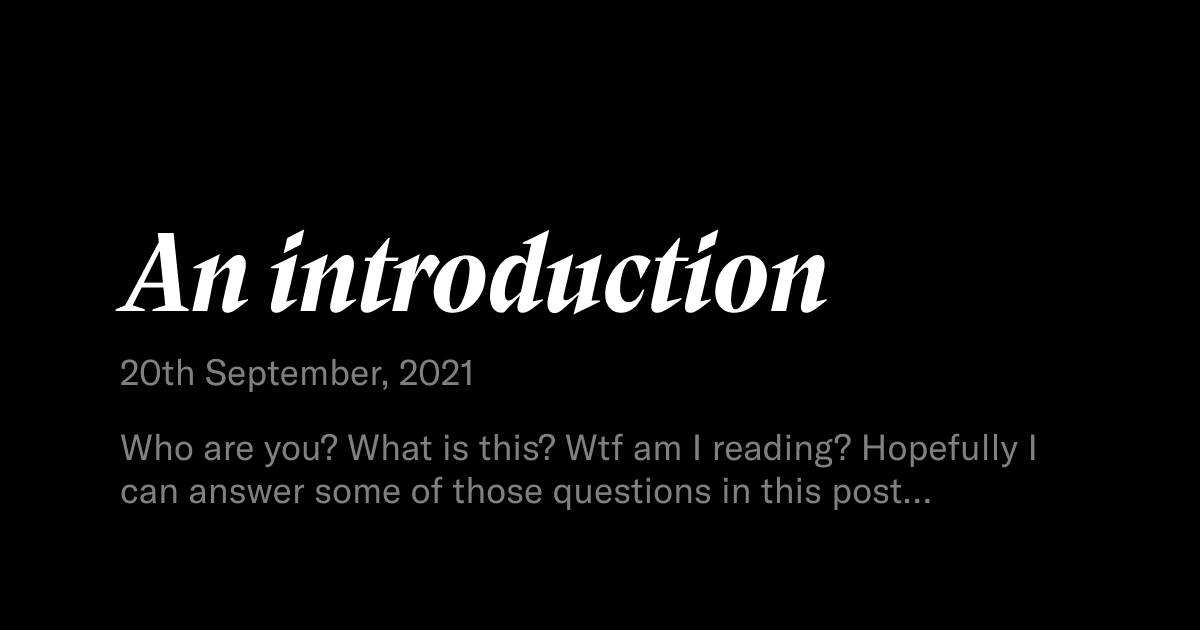 An introduction
20th September, 2021
Who are you? What is this? Wtf am I reading? Hopefully I
can answer some of those questions in this post...